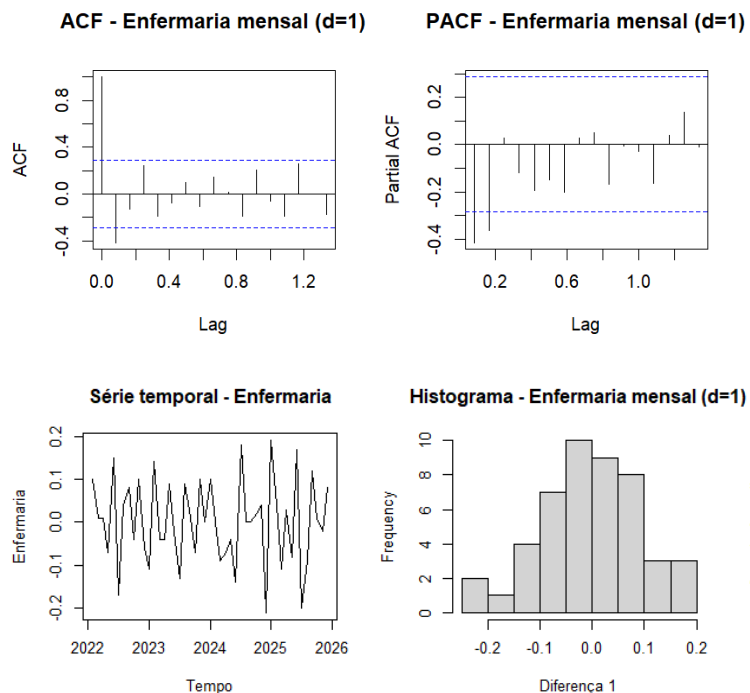 ACF - Enfermaria mensal (d=1)
ACF
-0.4 0.0 0.4 0.8
0.0 0.4 0.8 1.2
Lag
PACF - Enfermaria mensal (d=1)
Partial ACF
-0.4 -0.2 0.0 0.2
0.2 0.6 1.0
Lag
Série temporal - Enfermaria
Enfermaria
-0.2 -0.1 0.0 0.1 0.2
2022 2023 2024 2025 2026
Tempo
Histograma - Enfermaria mensal (d=1)
Frequency
0 2 4 6 8 10
-0.2 -0.1 0.0 0.1 0.2
Diferença 1